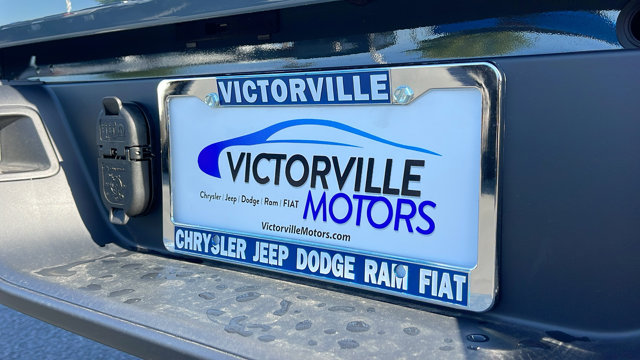 VICTORVILLE
VICTORVILLE
Chrysler | Jeep | Dodge | Ram | FIAT
MOTORS
VictorvilleMotors.com
CHRYSLER JEEP DODGE RAM FIAT